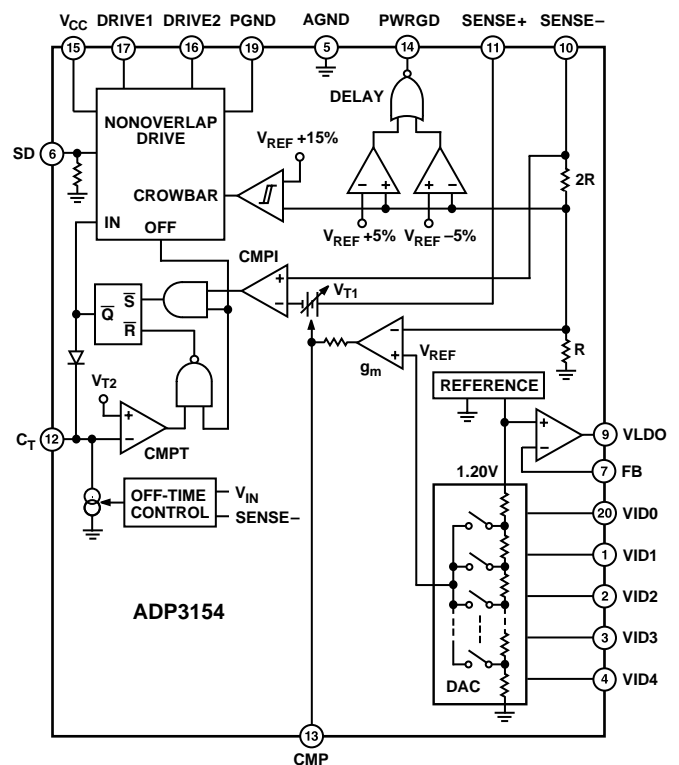 VCC DRIVE1 DRIVE2 PGND AGND PWRGD SENSE+ SENSE–
15 17 16 19 5 14 11 10
DELAY
NONOVERLAP
DRIVE
VREF +15%
SD 6
2R
CROWBAR
IN
OFF
VREF +5% VREF –5%
CMPI
S
Q
R
VT1
VREF
R
gm
VT2
REFERENCE
CT 12
CMPT
9 VLDO
7 FB
1.20V
OFF-TIME
CONTROL
VIN
SENSE–
20 VID0
1 VID1
2 VID2
ADP3154
3 VID3
DAC
4 VID4
13
CMP